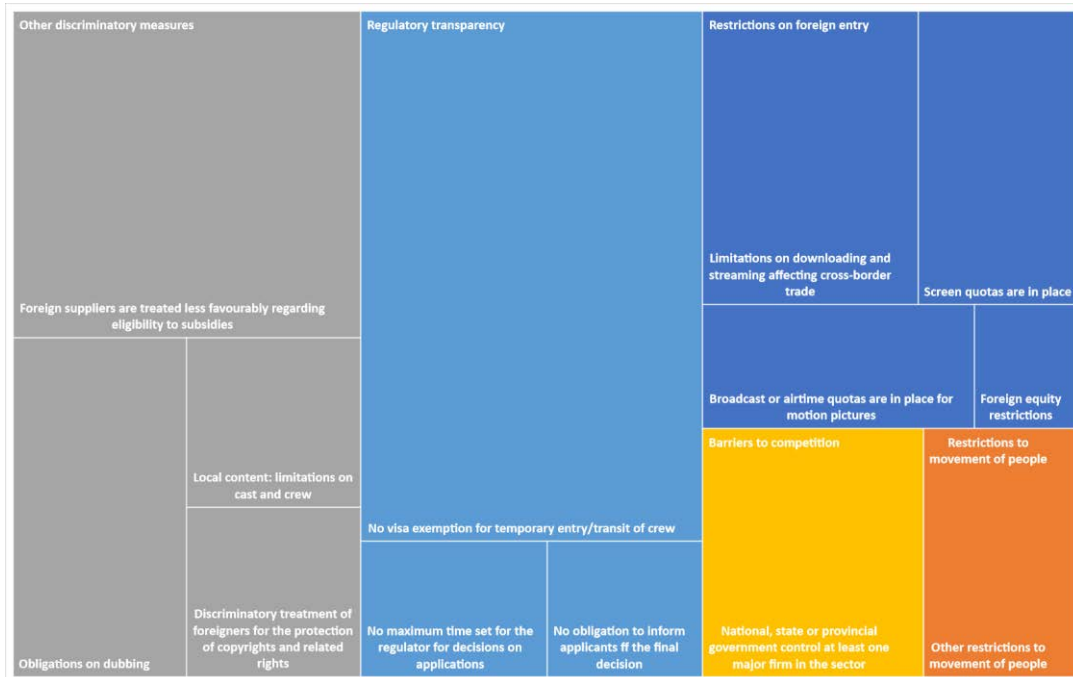 Other discriminatory measures
Foreign suppliers are treated less favourably regarding
eligibility to subsidies
Obligations on dubbing
Local content: limitations on
cast and crew
Discriminatory treatment of
foreigners for the protection
of copyrights and related
rights
Regulatory transparency
No visa exemption for temporary entry/transit of crew
No maximum time set for the
regulator for decisions on
applications
No obligation to inform
applicants ff the final
decision
Restrictions on foreign entry
Limitations on downloading and
streaming affecting cross-border
trade
Screen quotas are in place
Broadcast or airtime quotas are in place for
motion pictures
Foreign equity
restrictions
Barriers to competition
National, state or provincial
government control at least one
major firm in the sector
Restrictions to
movement of people
Other restrictions to
movement of people